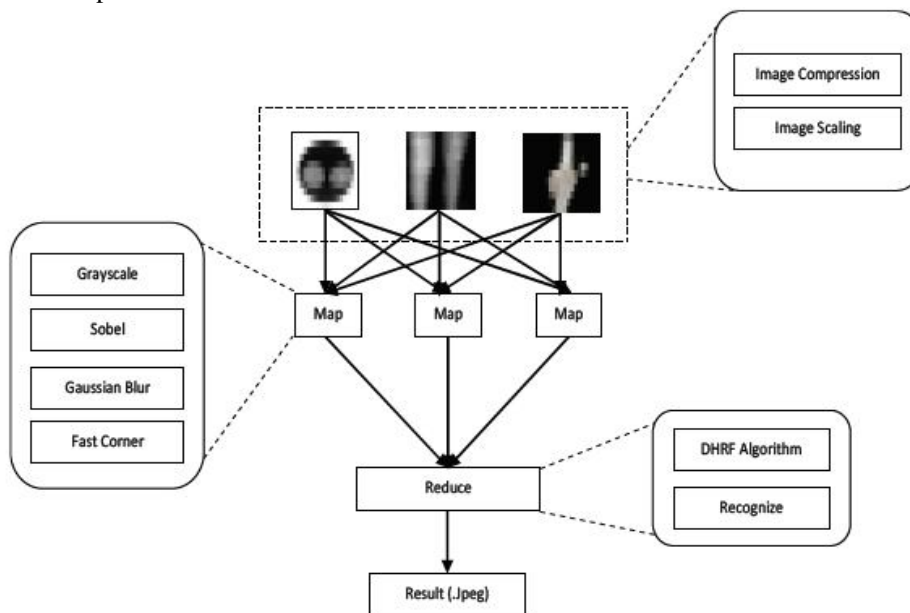 Image Compression
Image Scaling
Grayscale
Sobel
Gaussian Blur
Fast Corner
Map
Map
Map
DHRF Algorithm
Recognize
Reduce
Result (.Jpeg)